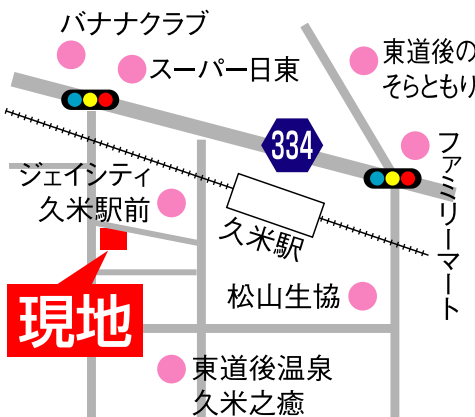 バナナクラブ
スーパー日東
東道後の
そらともり
334
ファミリーマート
ジェイシティ
久米駅前
久米駅
現地
松山生協
東道後温泉
久米之癒